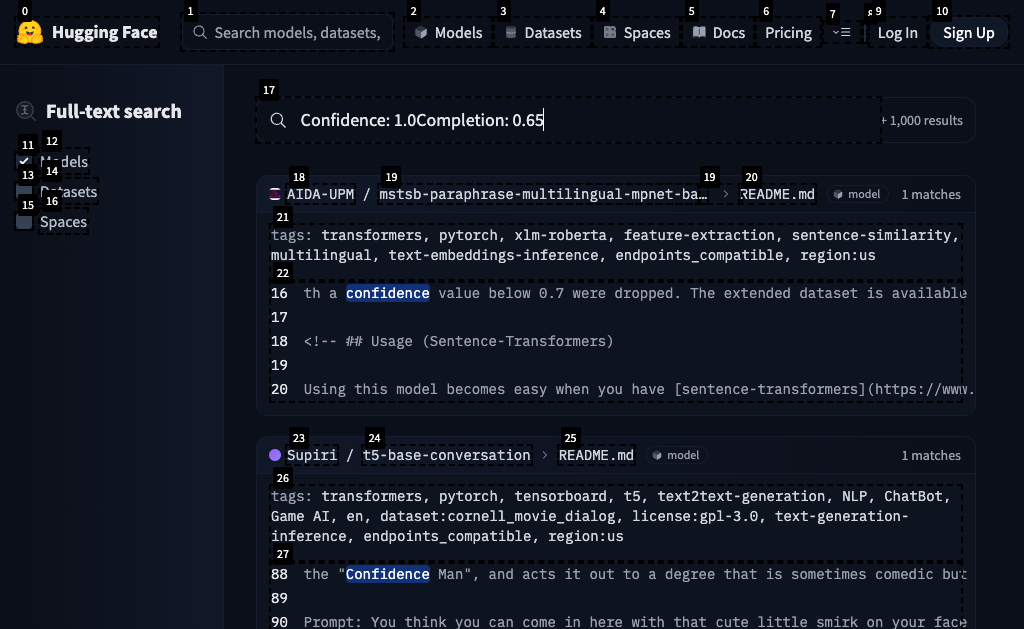 0 1 2 3 4 5 6 7 9 10
Hugging Face Search models, datasets, Models Datasets Spaces Docs Pricing Log In Sign Up
17
Full-text search
Confidence: 1.0Completion: 0.65 + 1,000 results
11 12
Models
13 14
Datasets
15 16
Spaces
18 19 19 20
AIDA-UPM / mstsb-paraphrase-multilingual-mpnet-ba… › README.md model 1 matches
21
tags: transformers, pytorch, xlm-roberta, feature-extraction, sentence-similarity,
multilingual, text-embeddings-inference, endpoints_compatible, region:us
22
16 th a confidence value below 0.7 were dropped. The extended dataset is available
17
18 <!-- ## Usage (Sentence-Transformers)
19
20 Using this model becomes easy when you have [sentence-transformers](https://www.
23 24 25
Supiri / t5-base-conversation › README.md model 1 matches
26
tags: transformers, pytorch, tensorboard, t5, text2text-generation, NLP, ChatBot,
Game AI, en, dataset:cornell_movie_dialog, license:gpl-3.0, text-generation-
inference, endpoints_compatible, region:us
27
88 the "Confidence Man", and acts it out to a degree that is sometimes comedic but
89
90 Prompt: You think you can come in here with that cute little smirk on your face